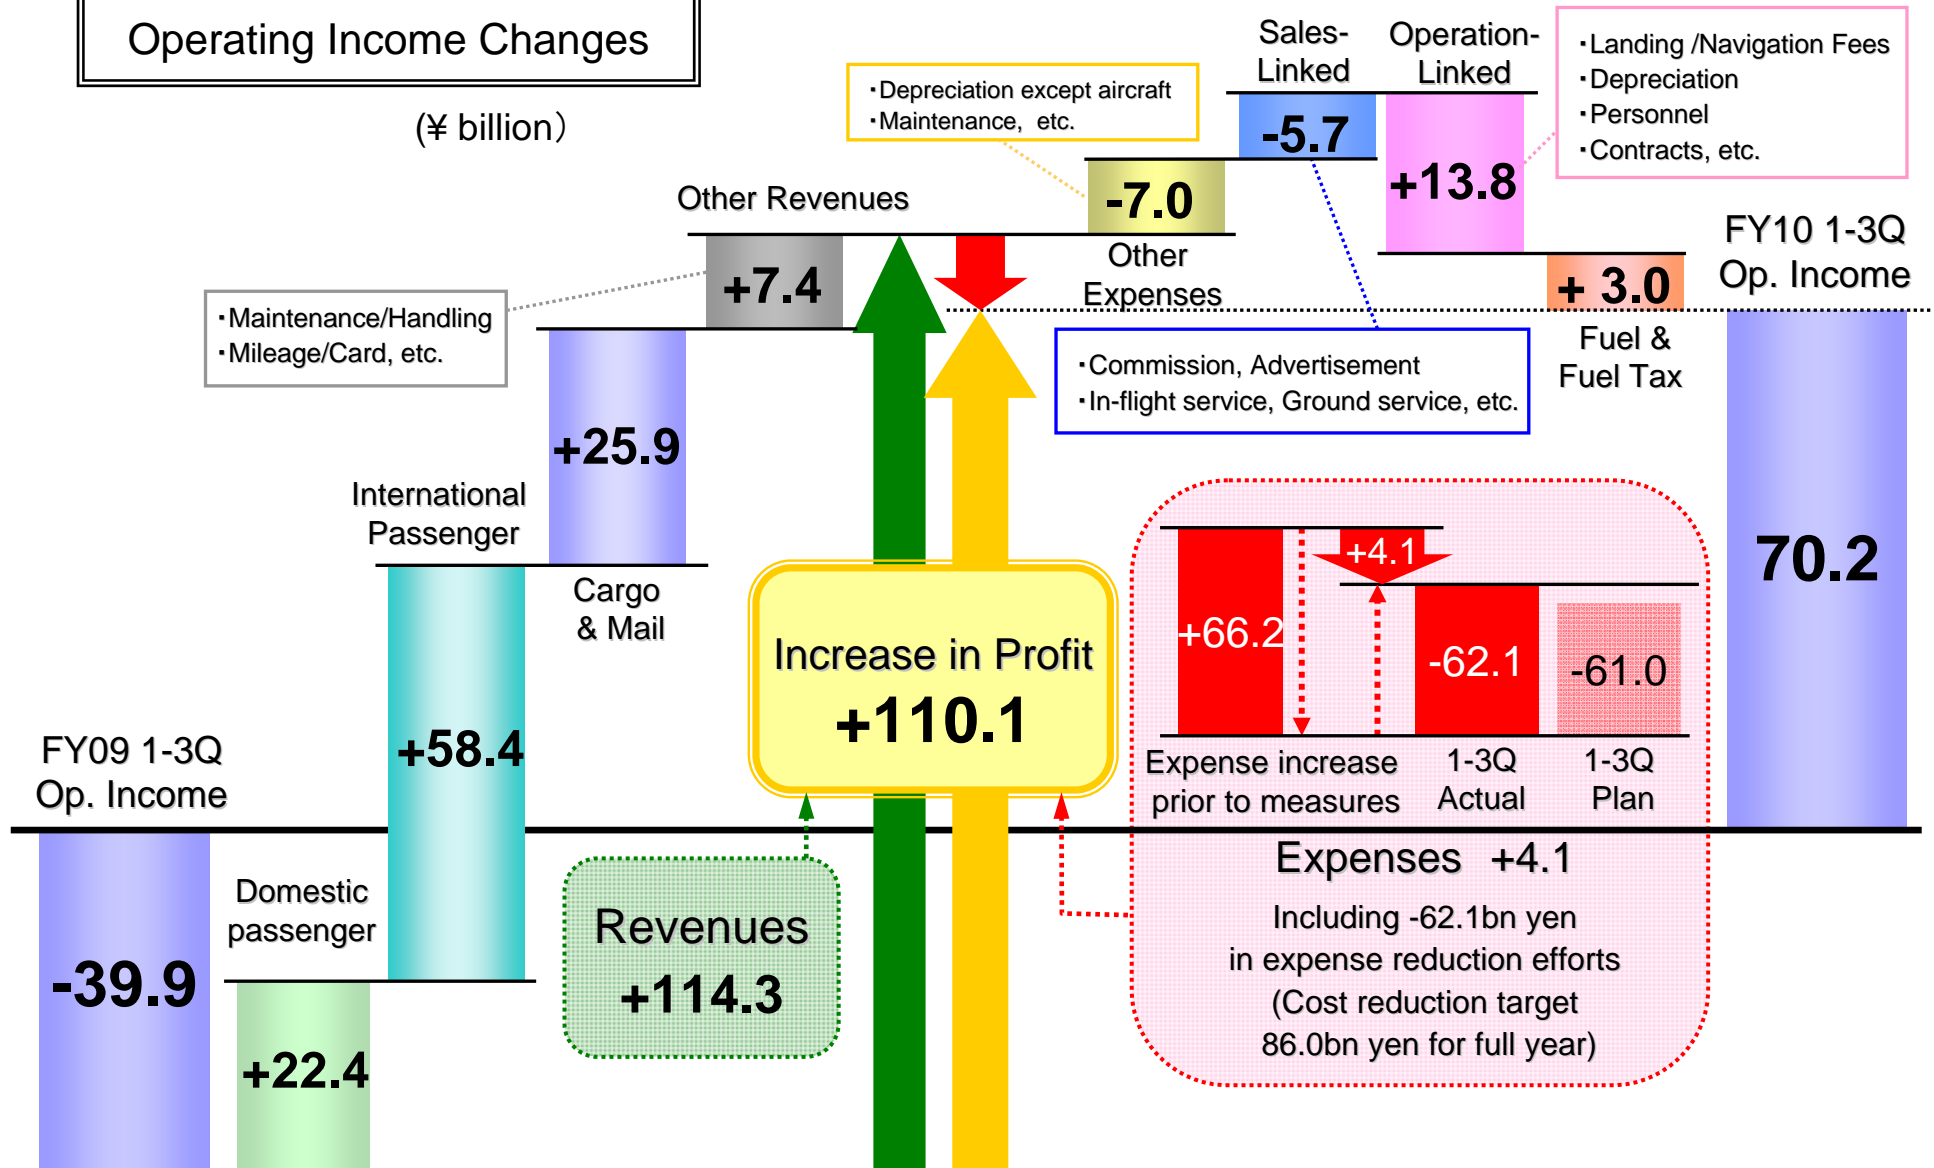 Operating Income Changes
(¥ billion）
Sales-
Linked
Operation-
Linked
・Landing /Navigation Fees
・Depreciation
・Personnel
・Contracts, etc.
・Depreciation except aircraft
・Maintenance,  etc.
-5.7
+13.8
-7.0
Other Revenues
Other
Expenses
+7.4
+ 3.0
FY10 1-3Q
Op. Income
・Maintenance/Handling
・Mileage/Card, etc.
Fuel &
Fuel Tax
・Commission, Advertisement
・In-flight service, Ground service, etc.
+25.9
International
Passenger
Cargo
& Mail
+58.4
Increase in Profit
+110.1
+4.1
+66.2
-62.1
-61.0
Expense increase
prior to measures
1-3Q
Actual
1-3Q
Plan
70.2
FY09 1-3Q
Op. Income
-39.9
Domestic
passenger
+22.4
Revenues
+114.3
Expenses  +4.1
Including -62.1bn yen
in expense reduction efforts
(Cost reduction target
86.0bn yen for full year)